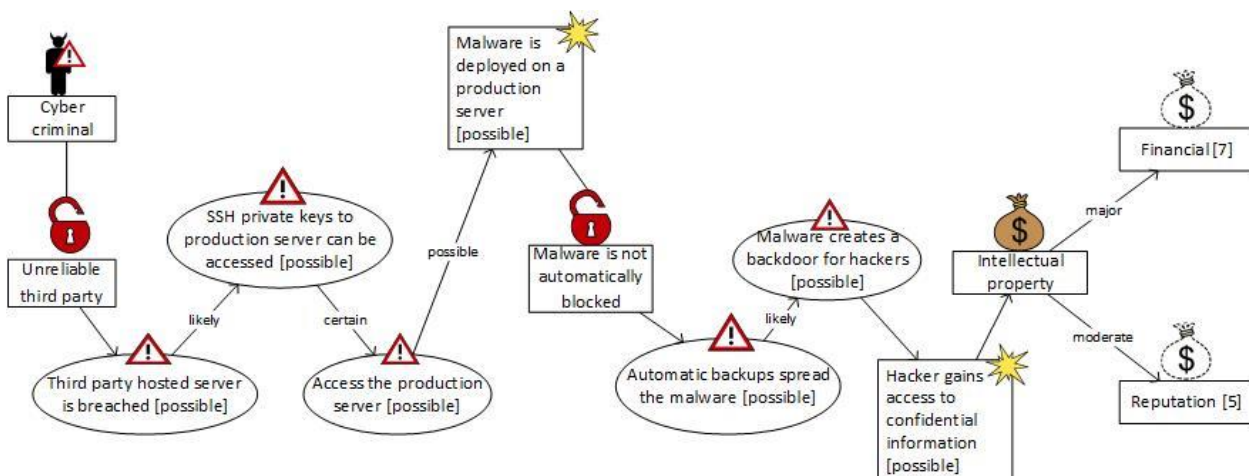 Cyber
criminal
Unreliable
third party
likely
Third party hosted server
is breached [possible]
SSH private keys to
production server can be
accessed [possible]
certain
Access the production
server [possible]
possible
Malware is
deployed on a
production
server
[possible]
Malware is not
automatically
blocked
Automatic backups spread
the malware [possible]
likely
Malware creates a
backdoor for hackers
[possible]
Hacker gains
access to
confidential
information
[possible]
$
Intellectual
property
major
$
Financial [7]
moderate
$
Reputation [5]